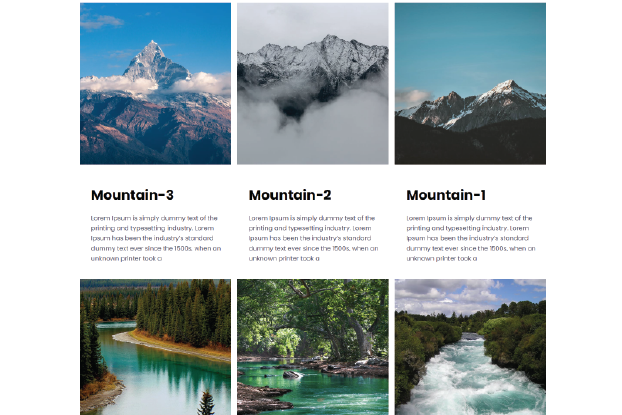 Mountain-3
Lorem Ipsum is simply dummy text of the
printing and typesetting industry. Lorem
Ipsum has been the industry's standard
dummy text ever since the 1500s, when an
unknown printer took a
Mountain-2
Lorem Ipsum is simply dummy text of the
printing and typesetting industry. Lorem
Ipsum has been the industry's standard
dummy text ever since the 1500s, when an
unknown printer took a
Mountain-1
Lorem Ipsum is simply dummy text of the
printing and typesetting industry. Lorem
Ipsum has been the industry's standard
dummy text ever since the 1500s, when an
unknown printer took a